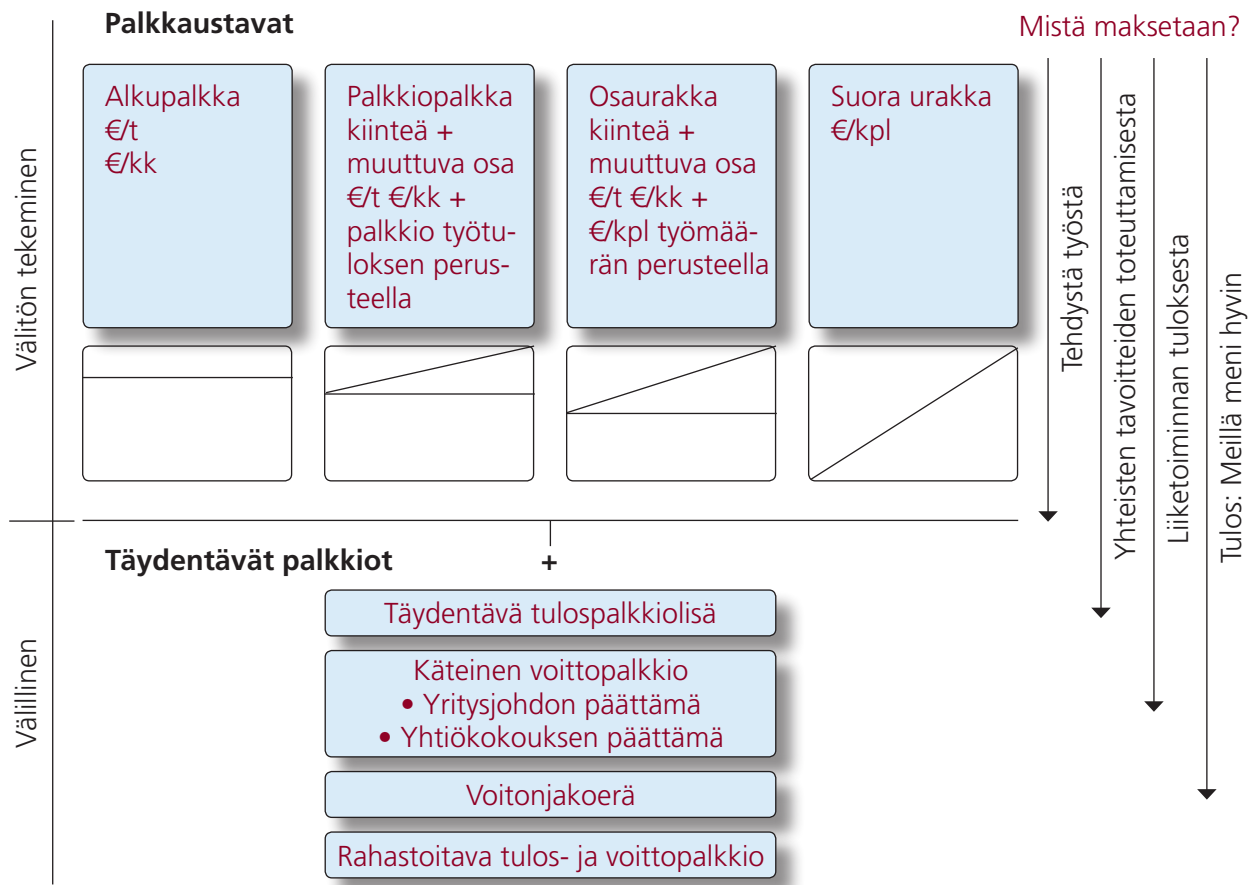 Palkkaustavat
Mistä maksetaan?
Välitön tekeminen
Alkupalkka
€/t
€/kk
Palkkiopalkka
kiinteä +
muuttuva osa
€/t €/kk +
palkkio työtu-
loksen perus-
teella
Osaurakka
kiinteä +
muuttuva osa
€/t €/kk +
€/kpl työmää-
rän perusteella
Suora urakka
€/kpl
Tehdystä työstä
Yhteisten tavoitteiden toteuttamisesta
Liiketoiminnan tuloksesta
Tulos: Meillä meni hyvin
Välillinen
Täydentävät palkkiot
+
Täydentävä tulospalkkiolisä
Käteinen voittopalkkio
• Yritysjohdon päättämä
• Yhtiökokouksen päättämä
Voitonjakoerä
Rahastoitava tulos- ja voittopalkkio